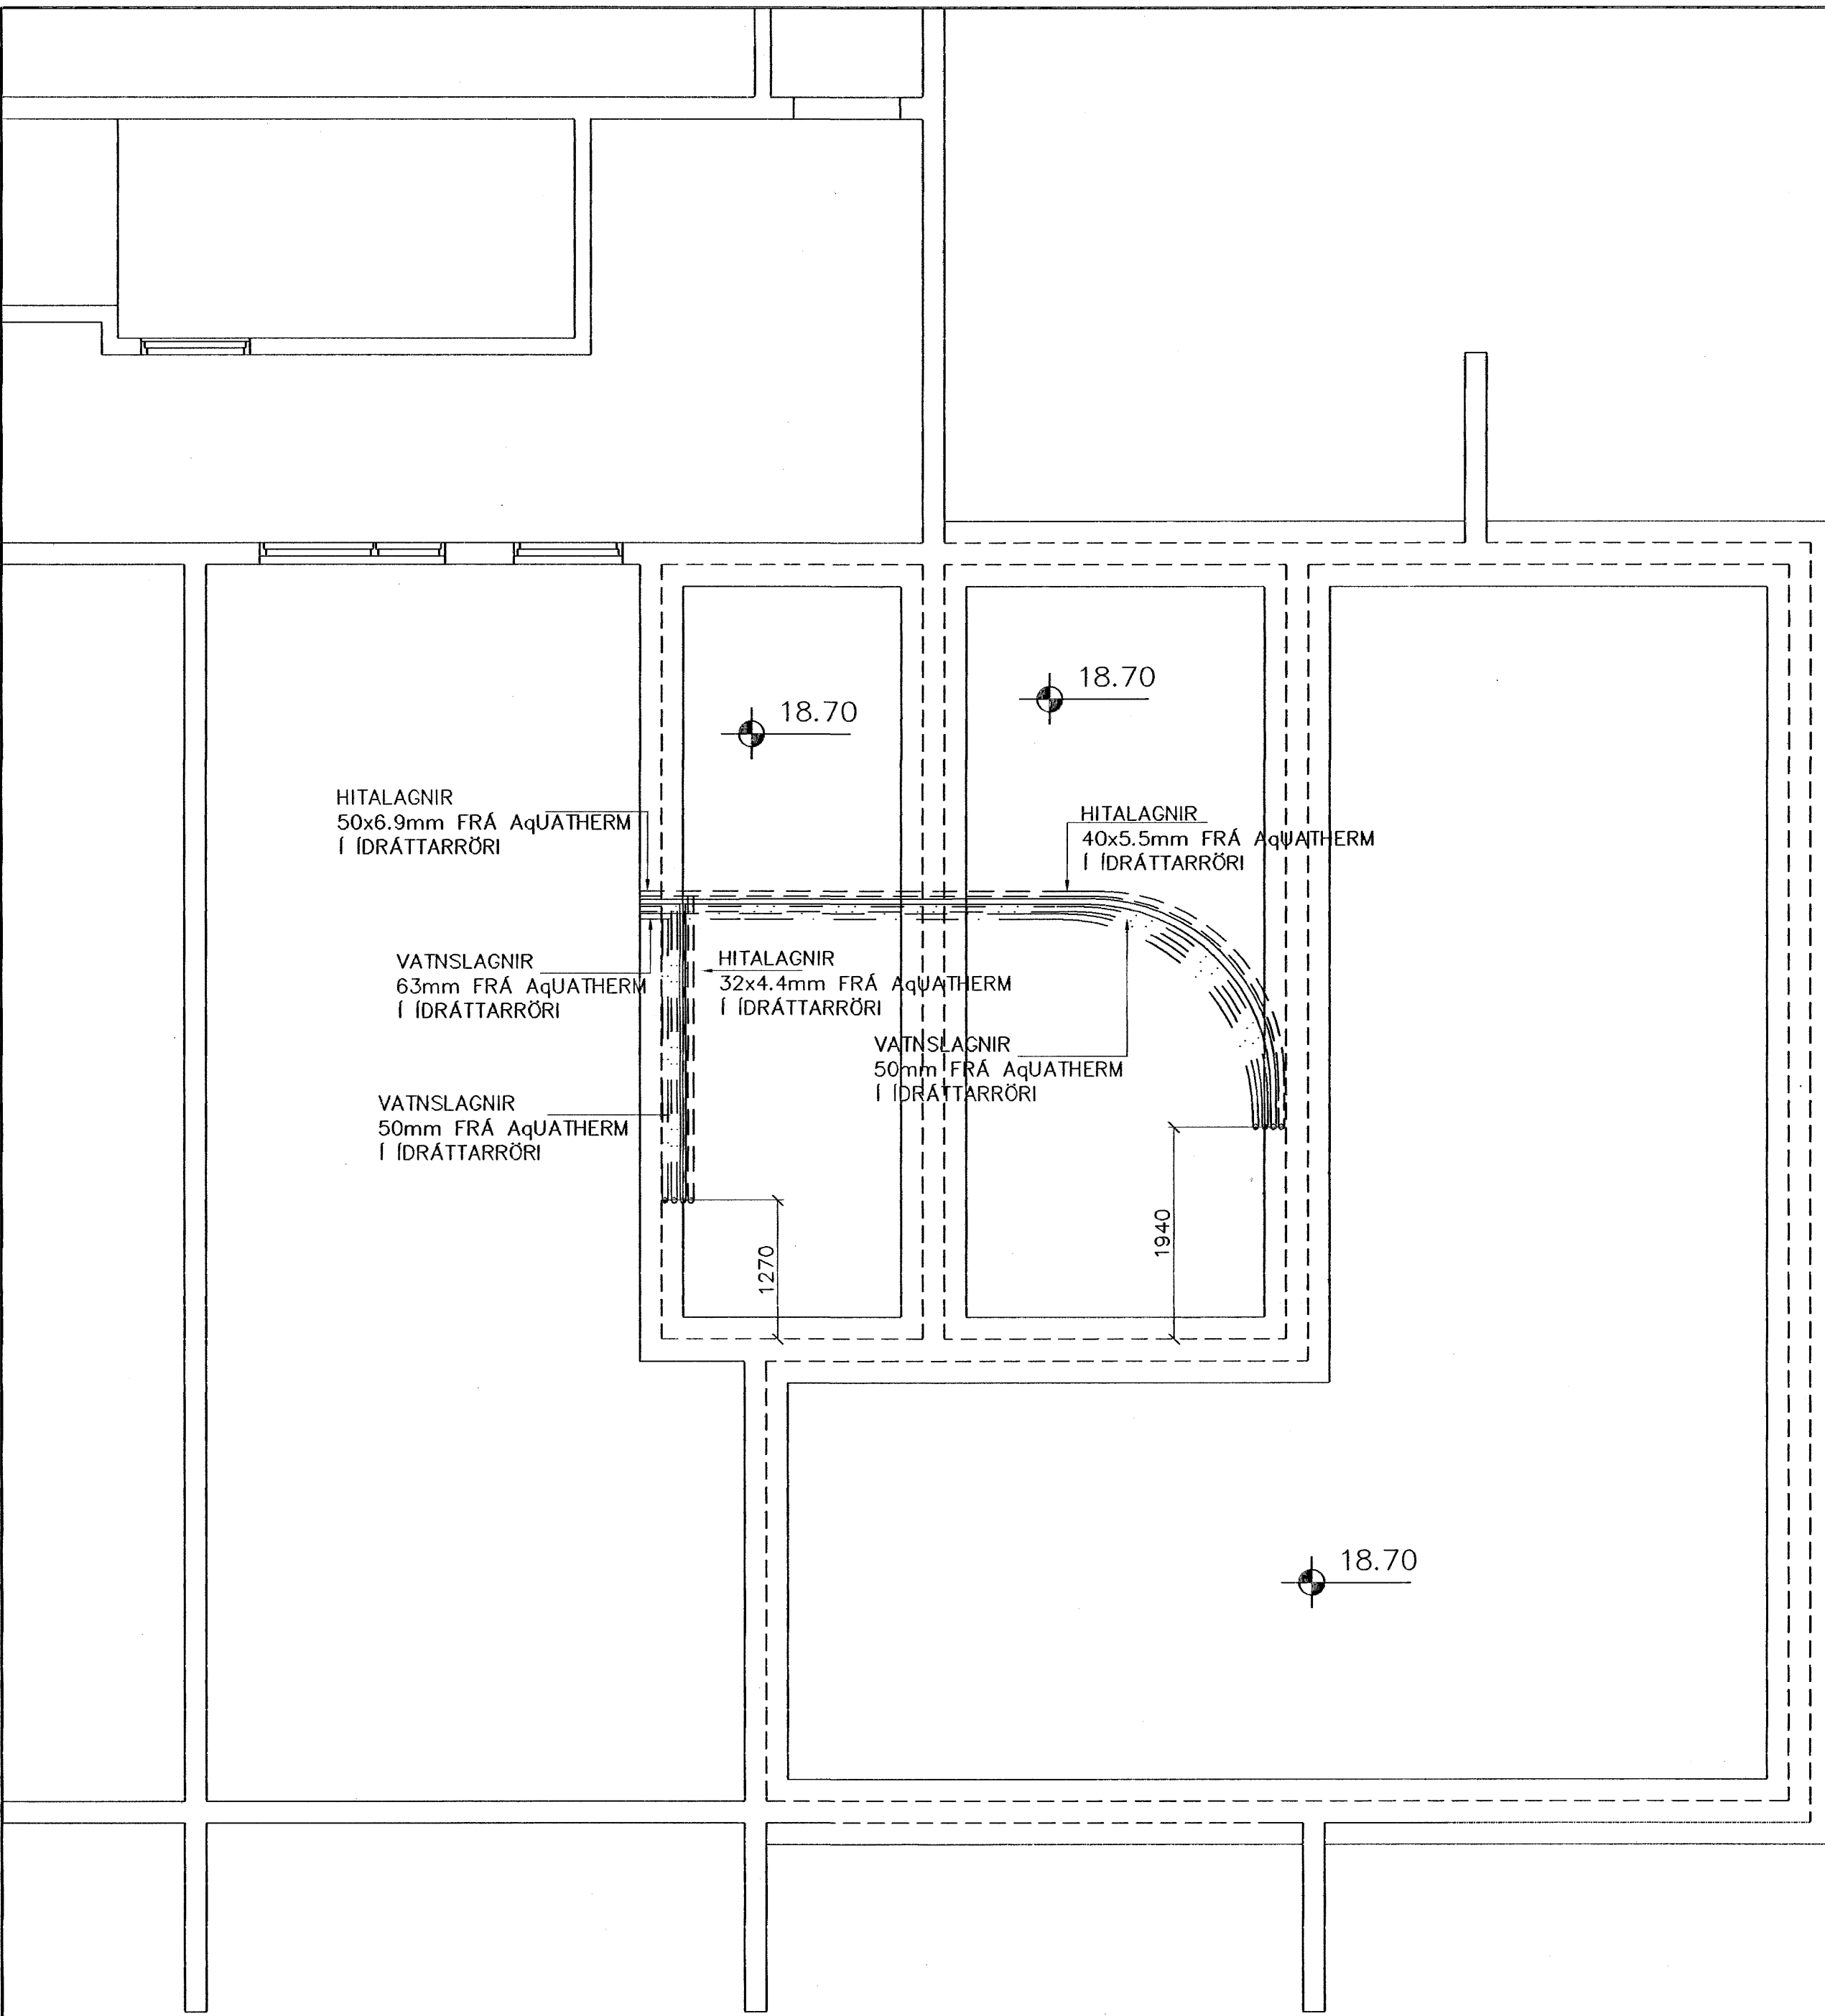 18.70
18.70
HITALAGNIR
50x6.9mm FRÁ AqUATHERM
Í ÍDRÁTTARRÖRI
HITALAGNIR
40x5.5mm FRÁ AqUATHERM
Í ÍDRÁTTARRÖRI
VATNSLAGNIR
63mm FRÁ AqUATHERM
Í ÍDRÁTTARRÖRI
HITALAGNIR
32x4.4mm FRÁ AqUATHERM
Í ÍDRÁTTARRÖRI
VATNSLAGNIR
50mm FRÁ AqUATHERM
Í ÍDRÁTTARRÖRI
VATNSLAGNIR
50mm FRÁ AqUATHERM
Í ÍDRÁTTARRÖRI
1270
1940
18.70